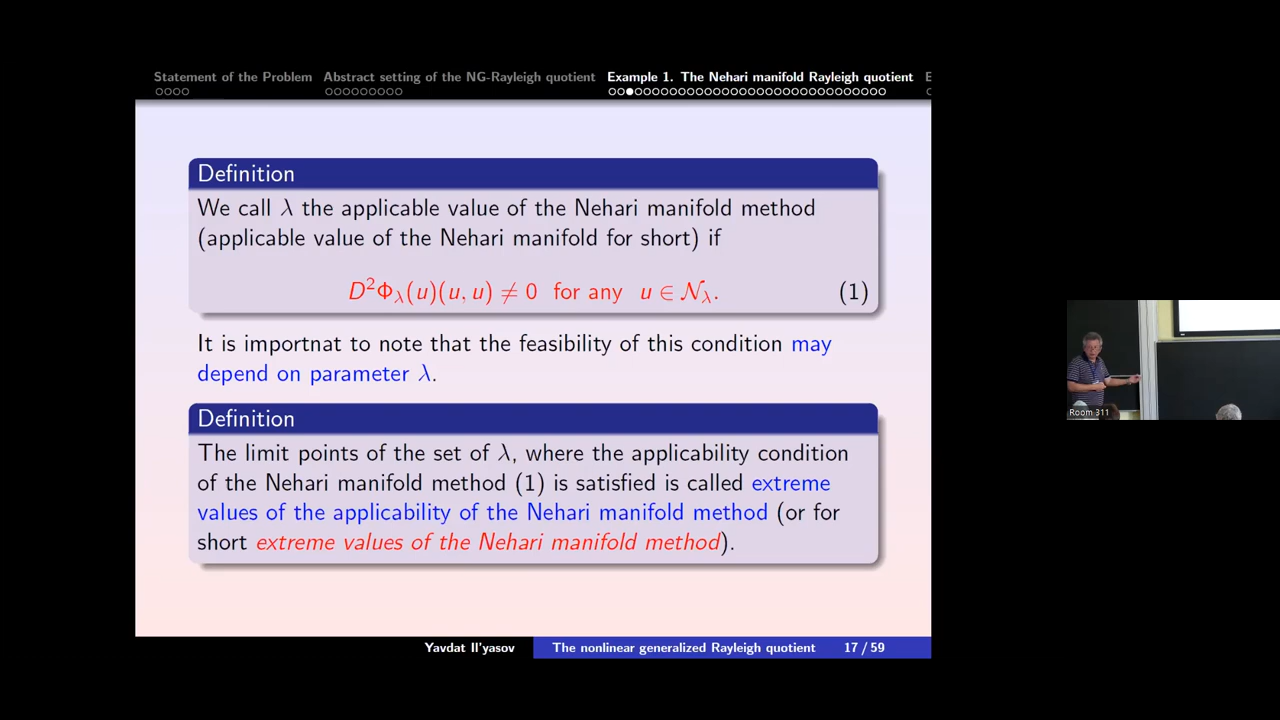 Statement of the Problem Abstract setting of the NG-Rayleigh quotient Example 1. The Nehari manifold Rayleigh quotient E
Definition
We call λ the applicable value of the Nehari manifold method
(applicable value of the Nehari manifold for short) if
D²Φ_λ(u)(u, u) ≠ 0 for any u ∈ 𝒩_λ. (1)
It is importnat to note that the feasibility of this condition may
depend on parameter λ.
Definition
The limit points of the set of λ, where the applicability condition
of the Nehari manifold method (1) is satisfied is called extreme
values of the applicability of the Nehari manifold method (or for
short extreme values of the Nehari manifold method).
Yavdat Il'yasov The nonlinear generalized Rayleigh quotient 17 / 59
Room 311